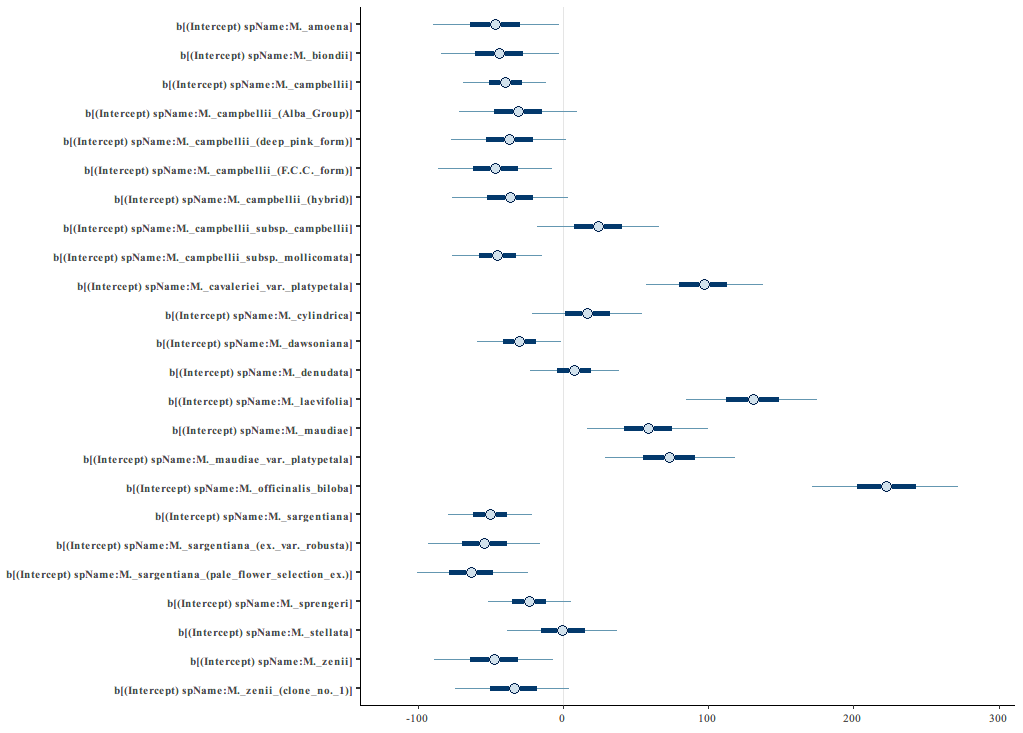 b[(Intercept) spName:M._amoena]
b[(Intercept) spName:M._biondii]
b[(Intercept) spName:M._campbellii]
b[(Intercept) spName:M._campbellii_(Alba_Group)]
b[(Intercept) spName:M._campbellii_(deep_pink_form)]
b[(Intercept) spName:M._campbellii_(F.C.C._form)]
b[(Intercept) spName:M._campbellii_(hybrid)]
b[(Intercept) spName:M._campbellii_subsp._campbellii]
b[(Intercept) spName:M._campbellii_subsp._mollicomata]
b[(Intercept) spName:M._cavaleriei_var._platypetala]
b[(Intercept) spName:M._cylindrica]
b[(Intercept) spName:M._dawsoniana]
b[(Intercept) spName:M._denudata]
b[(Intercept) spName:M._laevifolia]
b[(Intercept) spName:M._maudiae]
b[(Intercept) spName:M._maudiae_var._platypetala]
b[(Intercept) spName:M._officinalis_biloba]
b[(Intercept) spName:M._sargentiana]
b[(Intercept) spName:M._sargentiana_(ex._var._robusta)]
b[(Intercept) spName:M._sargentiana_(pale_flower_selection_ex.)]
b[(Intercept) spName:M._sprengeri]
b[(Intercept) spName:M._stellata]
b[(Intercept) spName:M._zenii]
b[(Intercept) spName:M._zenii_(clone_no._1)]
-100 0 100 200 300